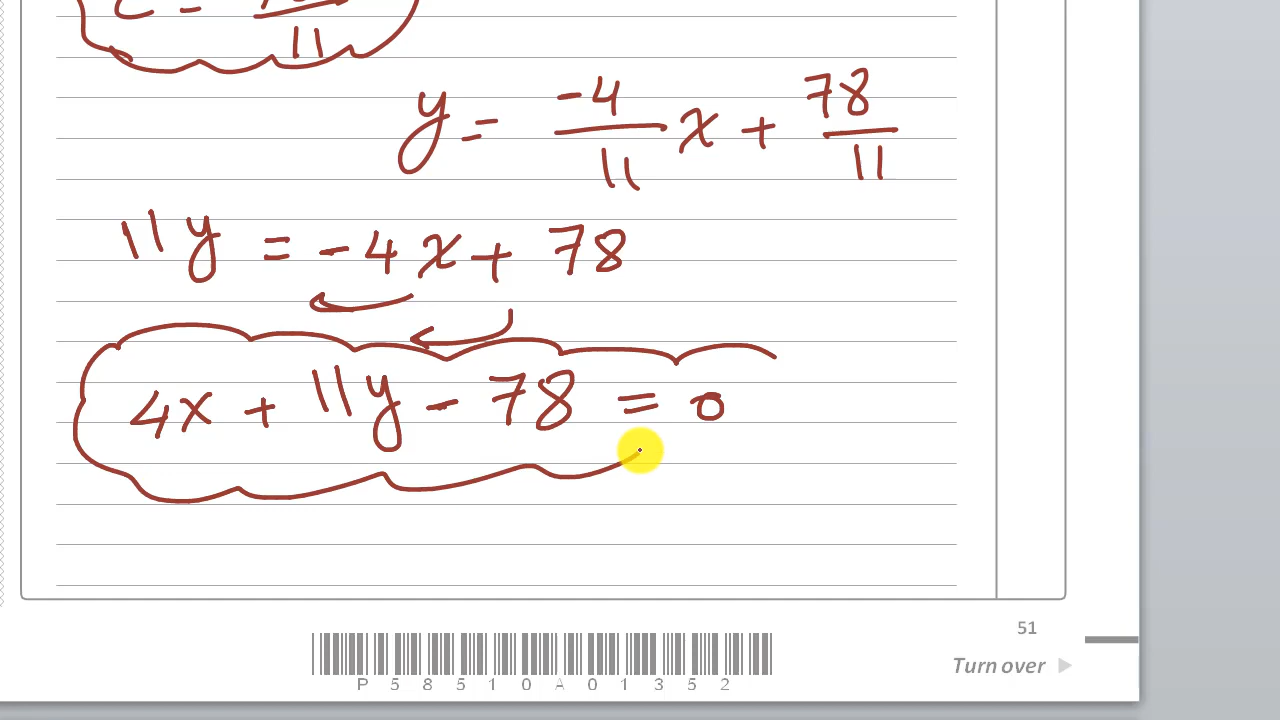 y = -4/11 x + 78/11
11y = -4x + 78
4x + 11y - 78 = 0
51
Turn over
P 5 8 5 1 0 A 0 1 3 5 2